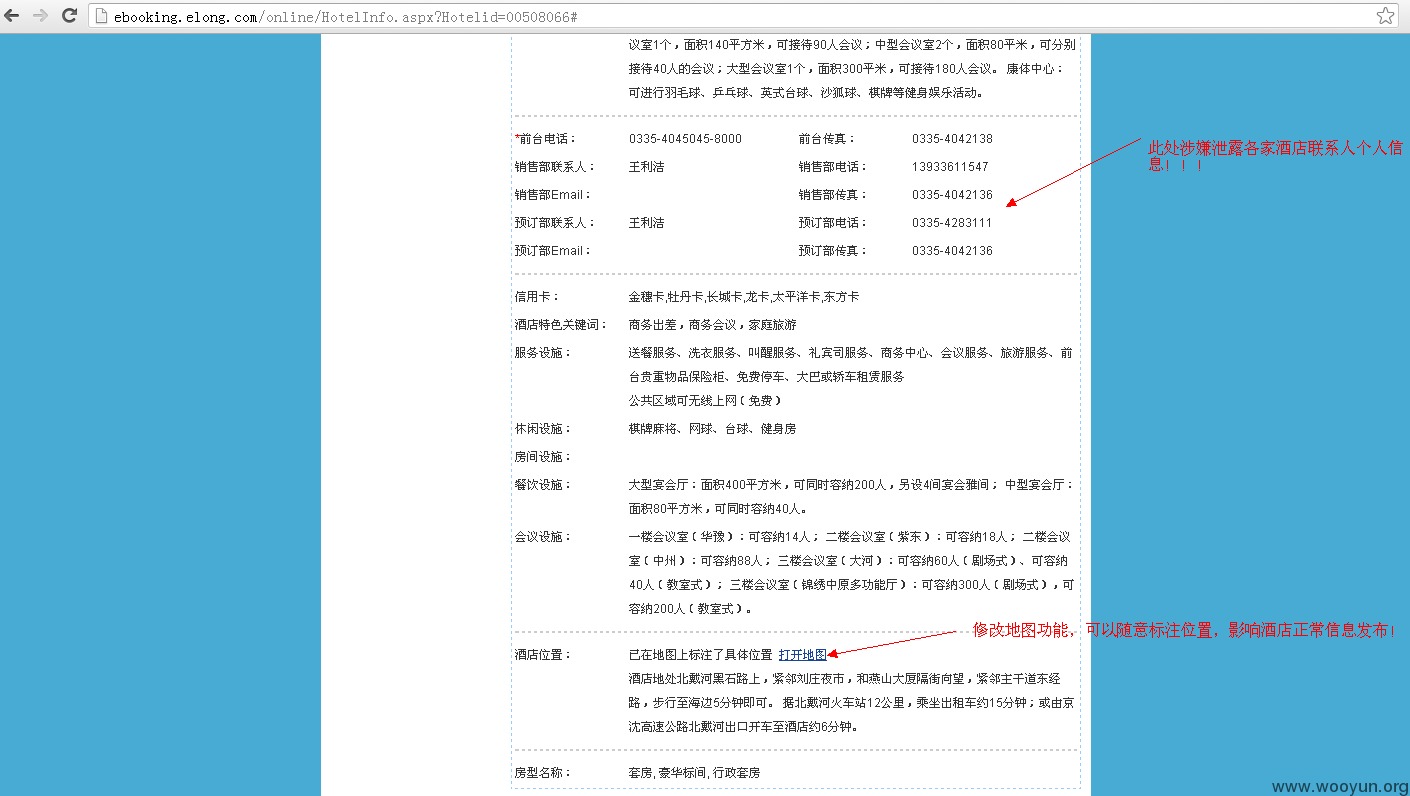 ebooking.elong.com/online/HotelInfo.aspx?Hotelid=00508066#
议室1个，面积140平方米，可接待90人会议；中型会议室2个，面积80平米，可分别
接待40人的会议；大型会议室1个，面积300平米，可接待180人会议。 康体中心：
可进行羽毛球、乒乓球、英式台球、沙狐球、棋牌等健身娱乐活动。
*前台电话： 0335-4045045-8000 前台传真： 0335-4042138
此处涉嫌泄露各家酒店联系人个人信
息！！！
销售部联系人： 王利洁 销售部电话： 13933611547
销售部Email： 销售部传真： 0335-4042136
预订部联系人： 王利洁 预订部电话： 0335-4283111
预订部Email： 预订部传真： 0335-4042136
信用卡： 金穗卡,牡丹卡,长城卡,龙卡,太平洋卡,东方卡
酒店特色关键词： 商务出差，商务会议，家庭旅游
服务设施： 送餐服务、洗衣服务、叫醒服务、礼宾司服务、商务中心、会议服务、旅游服务、前
台贵重物品保险柜、免费停车、大巴或轿车租赁服务
公共区域可无线上网（免费）
休闲设施： 棋牌麻将、网球、台球、健身房
房间设施：
餐饮设施： 大型宴会厅：面积400平方米，可同时容纳200人，另设4间宴会雅间； 中型宴会厅：
面积80平方米，可同时容纳40人。
会议设施： 一楼会议室（华豫）：可容纳14人； 二楼会议室（紫东）：可容纳18人； 二楼会议
室（中州）：可容纳88人； 三楼会议室（大河）：可容纳60人（剧场式）、可容纳
40人（教室式）； 三楼会议室（锦绣中原多功能厅）：可容纳300人（剧场式），可
容纳200人（教室式）。
修改地图功能，可以随意标注位置，影响酒店正常信息发布！
酒店位置： 已在地图上标注了具体位置 打开地图
酒店地处北戴河黑石路上，紧邻刘庄夜市，和燕山大厦隔街向望，紧邻主干道东经
路，步行至海边5分钟即可。 据北戴河火车站12公里，乘坐出租车约15分钟；或由京
沈高速公路北戴河出口开车至酒店约6分钟。
房型名称： 套房, 豪华标间, 行政套房
www.wooyun.org